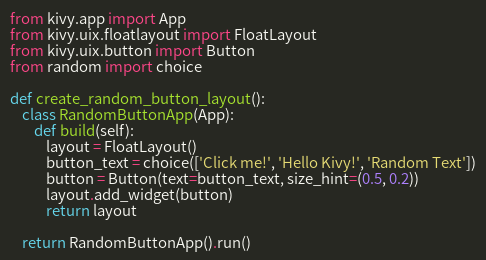 from kivy.app import App
from kivy.uix.floatlayout import FloatLayout
from kivy.uix.button import Button
from random import choice

def create_random_button_layout():
    class RandomButtonApp(App):
        def build(self):
            layout = FloatLayout()
            button_text = choice(['Click me!', 'Hello Kivy!', 'Random Text'])
            button = Button(text=button_text, size_hint=(0.5, 0.2))
            layout.add_widget(button)
            return layout

    return RandomButtonApp().run()